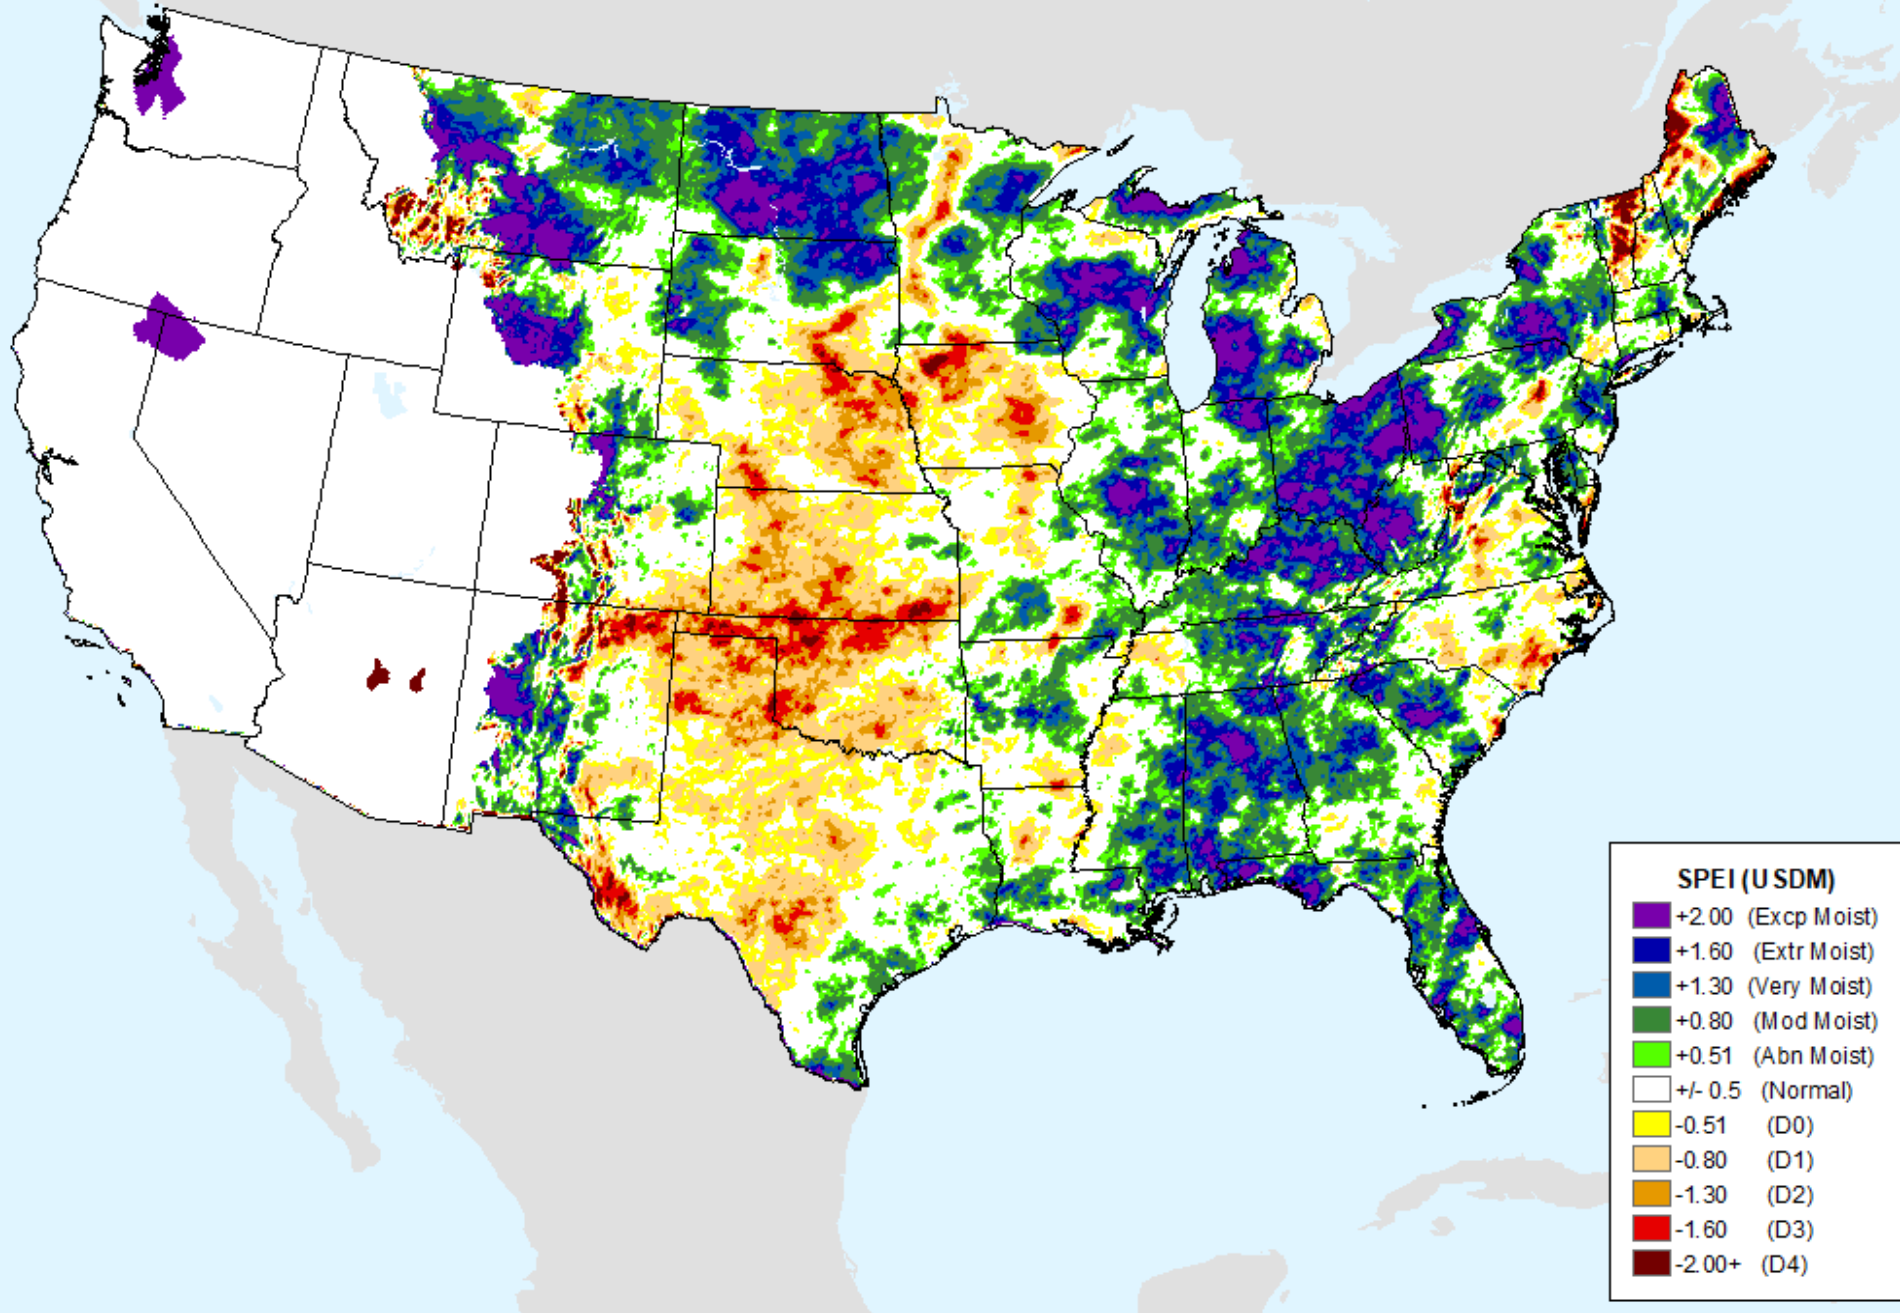 SPEI (USDM)
+2.00 (Excp Moist)
+1.60 (Extr Moist)
+1.30 (Very Moist)
+0.80 (Mod Moist)
+0.51 (Abn Moist)
+/- 0.5 (Normal)
-0.51 (D0)
-0.80 (D1)
-1.30 (D2)
-1.60 (D3)
-2.00+ (D4)